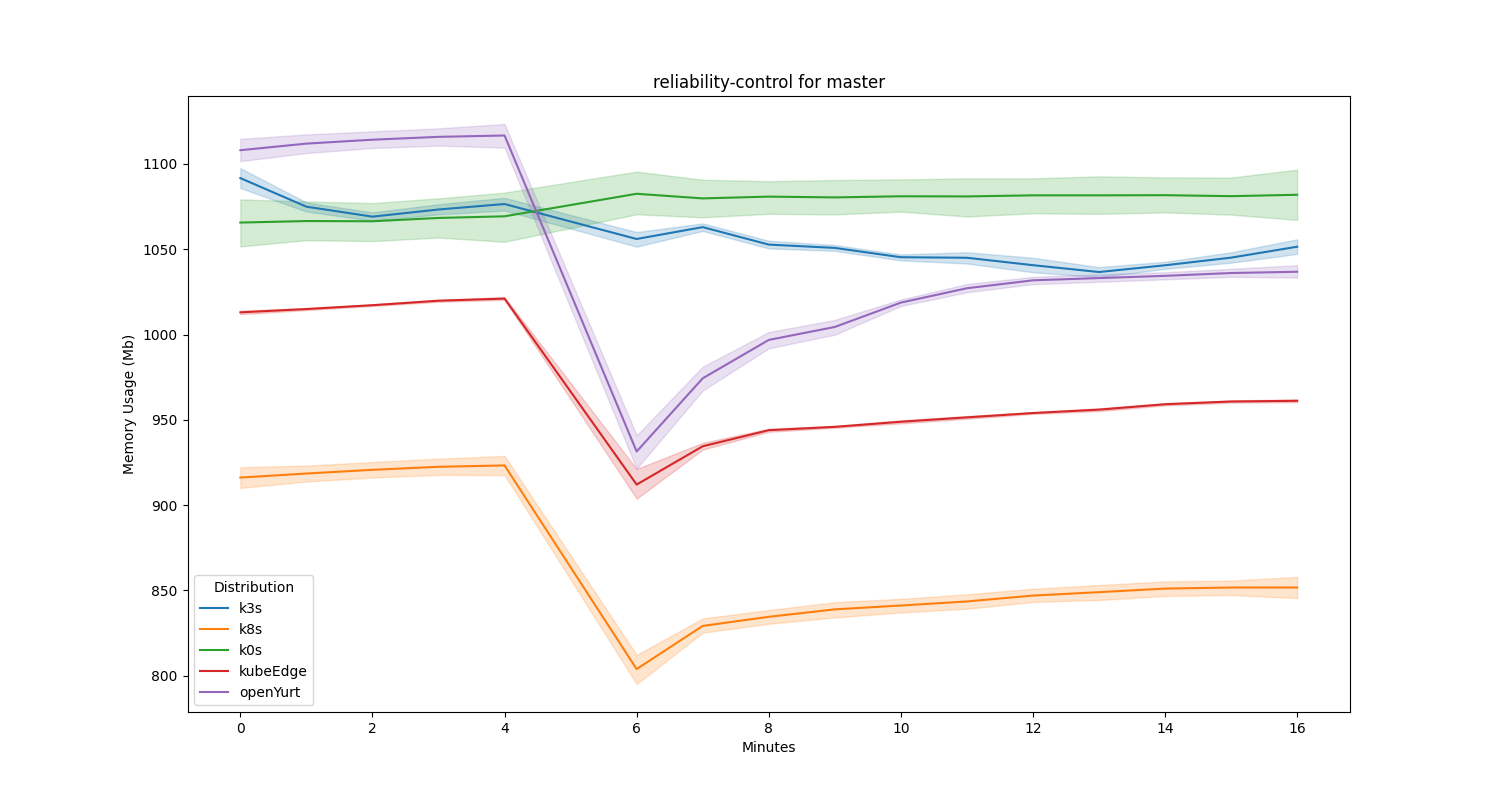 reliability-control for master
Memory Usage (Mb)
1100
1050
1000
950
900
850
800
Distribution
k3s
k8s
k0s
kubeEdge
openYurt
0 2 4 6 8 10 12 14 16
Minutes